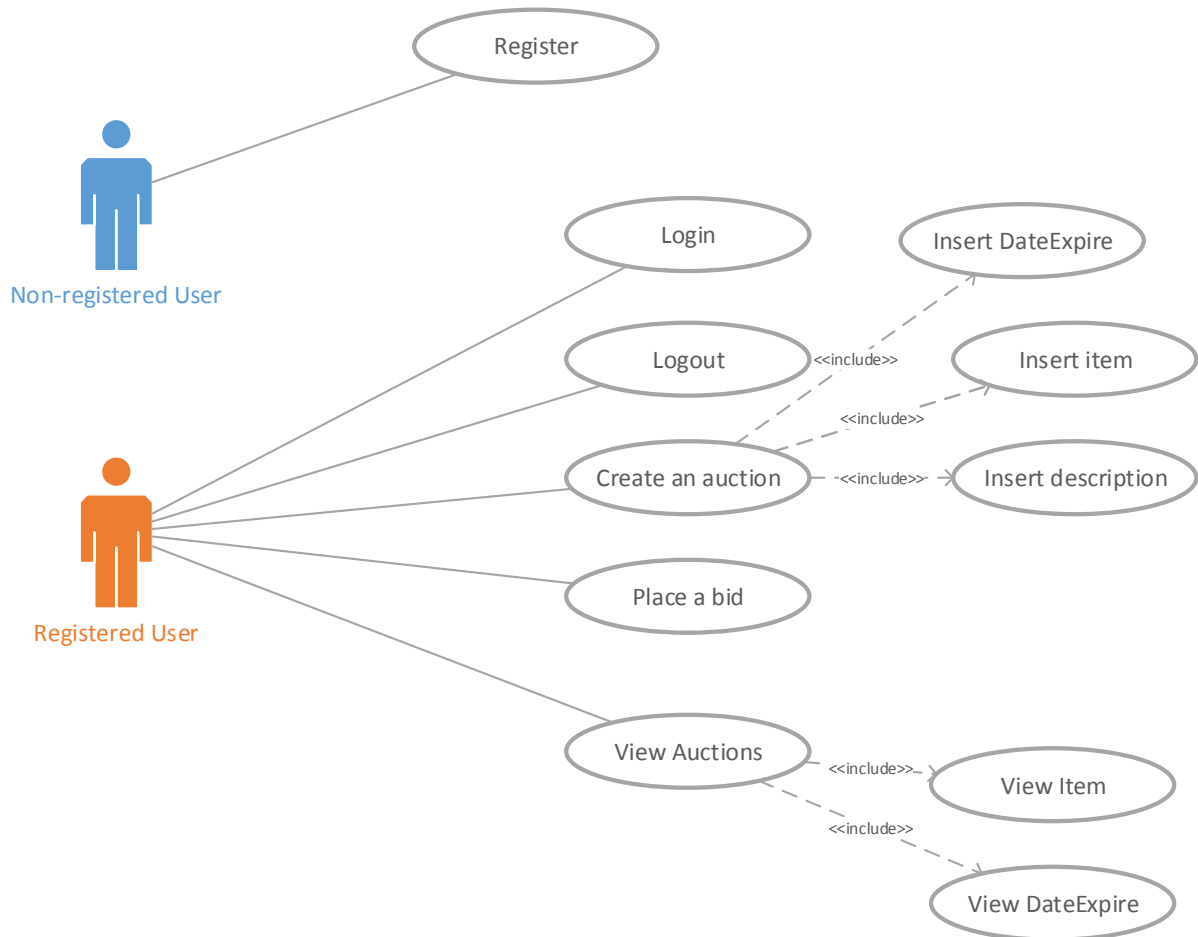 Register
Non-registered User
Login
Insert DateExpire
Logout
<<include>>
Insert item
<<include>>
Create an auction
<<include>>
Insert description
Registered User
Place a bid
View Auctions
<<include>>
View Item
<<include>>
View DateExpire